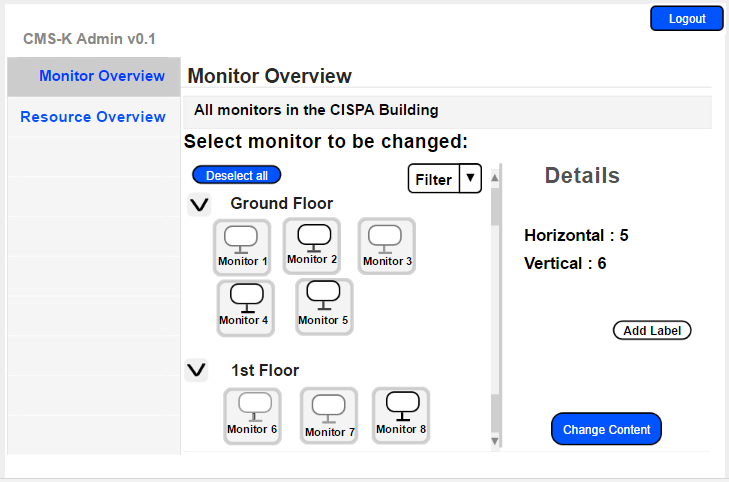 Logout
CMS-K Admin v0.1
Monitor Overview
Resource Overview
Monitor Overview
All monitors in the CISPA Building
Select monitor to be changed:
Deselect all
Filter
Ground Floor
Monitor 1
Monitor 2
Monitor 3
Monitor 4
Monitor 5
1st Floor
Monitor 6
Monitor 7
Monitor 8
Details
Horizontal : 5
Vertical : 6
Add Label
Change Content